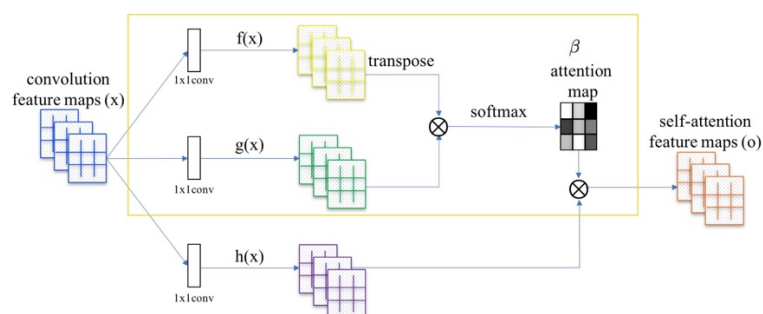 convolution
feature maps (x)
1x1conv
f(x)
transpose
1x1conv
g(x)
softmax
β
attention
map
self-attention
feature maps (o)
1x1conv
h(x)